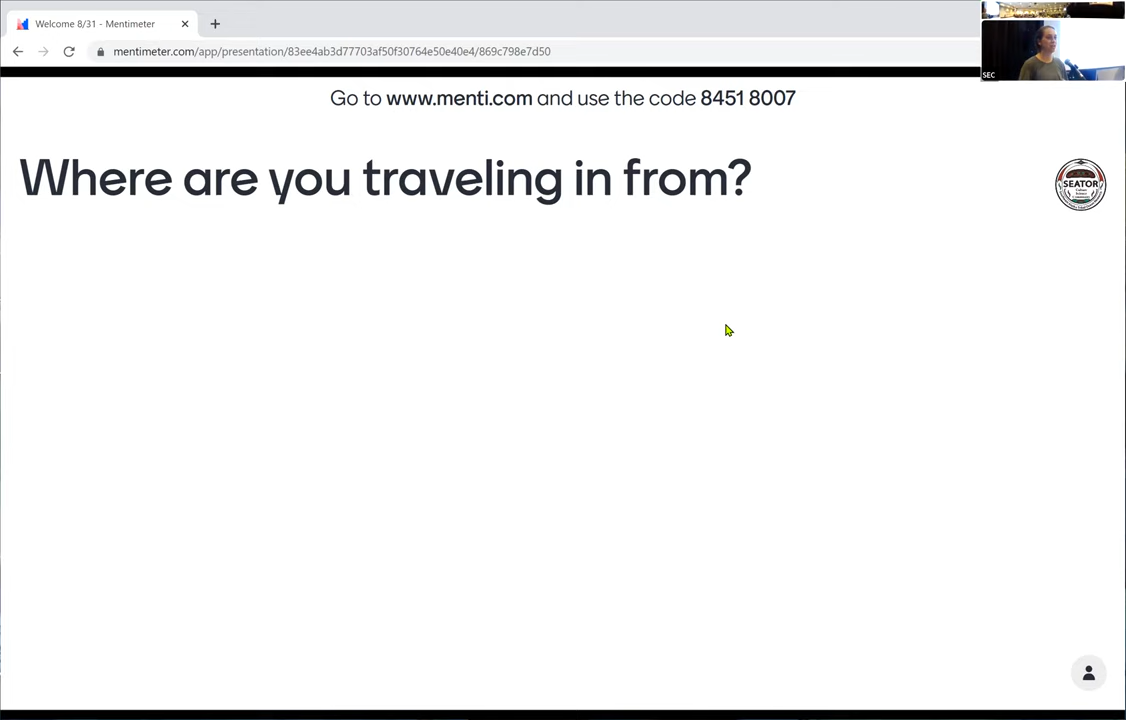 Welcome 8/31 - Mentimeter
mentimeter.com/app/presentation/83ee4ab3d77703af50f30764e50e40e4/869c798e7d50
SEC
Go to www.menti.com and use the code 8451 8007
Where are you traveling in from?
SEATOR